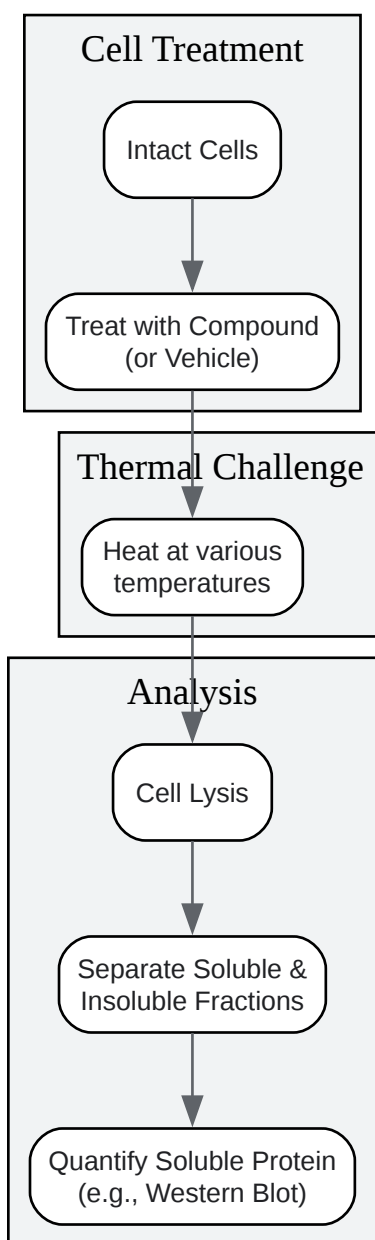 Cell Treatment
Intact Cells
Treat with Compound
(or Vehicle)
Thermal Challenge
Heat at various
temperatures
Analysis
Cell Lysis
Separate Soluble &
Insoluble Fractions
Quantify Soluble Protein
(e.g., Western Blot)